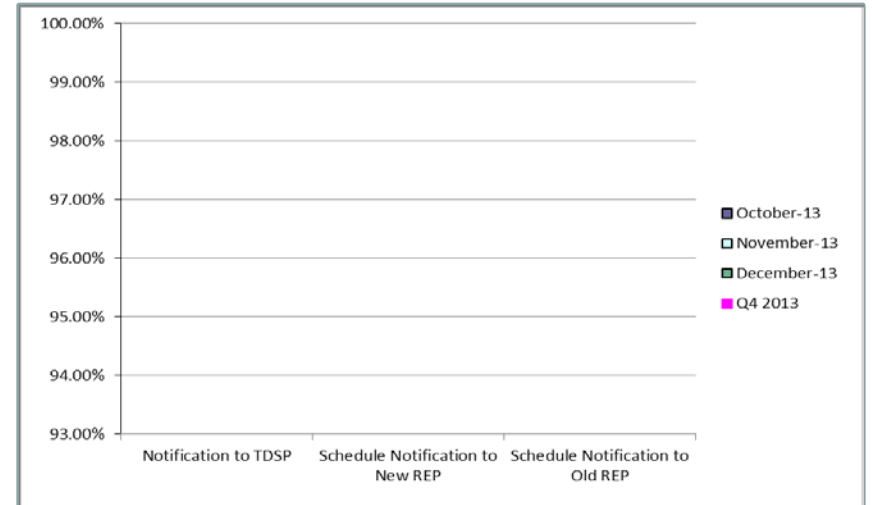 100.00%
99.00%
98.00%
97.00%
96.00%
95.00%
94.00%
93.00%
Notification to TDSP
Schedule Notification to
New REP
Schedule Notification to
Old REP
October-13
November-13
December-13
Q4 2013